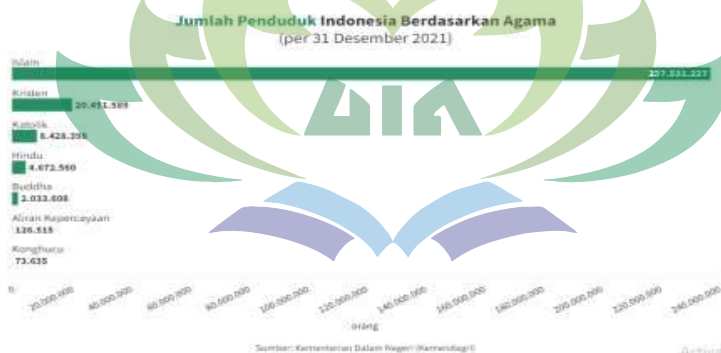 Jumlah Penduduk Indonesia Berdasarkan Agama
(per 31 Desember 2021)
Islam
Kristen
20.451.589
Katolik
8.428.358
Hindu
4.672.560
Buddha
2.033.608
Aliran Kepercayaan
126.515
Konghucu
73.635
0
20.000.000
40.000.000
60.000.000
80.000.000
100.000.000
120.000.000
140.000.000
160.000.000
180.000.000
200.000.000
220.000.000
240.000.000
orang
Sumber: Kementerian Dalam Negeri (Kemendagri)